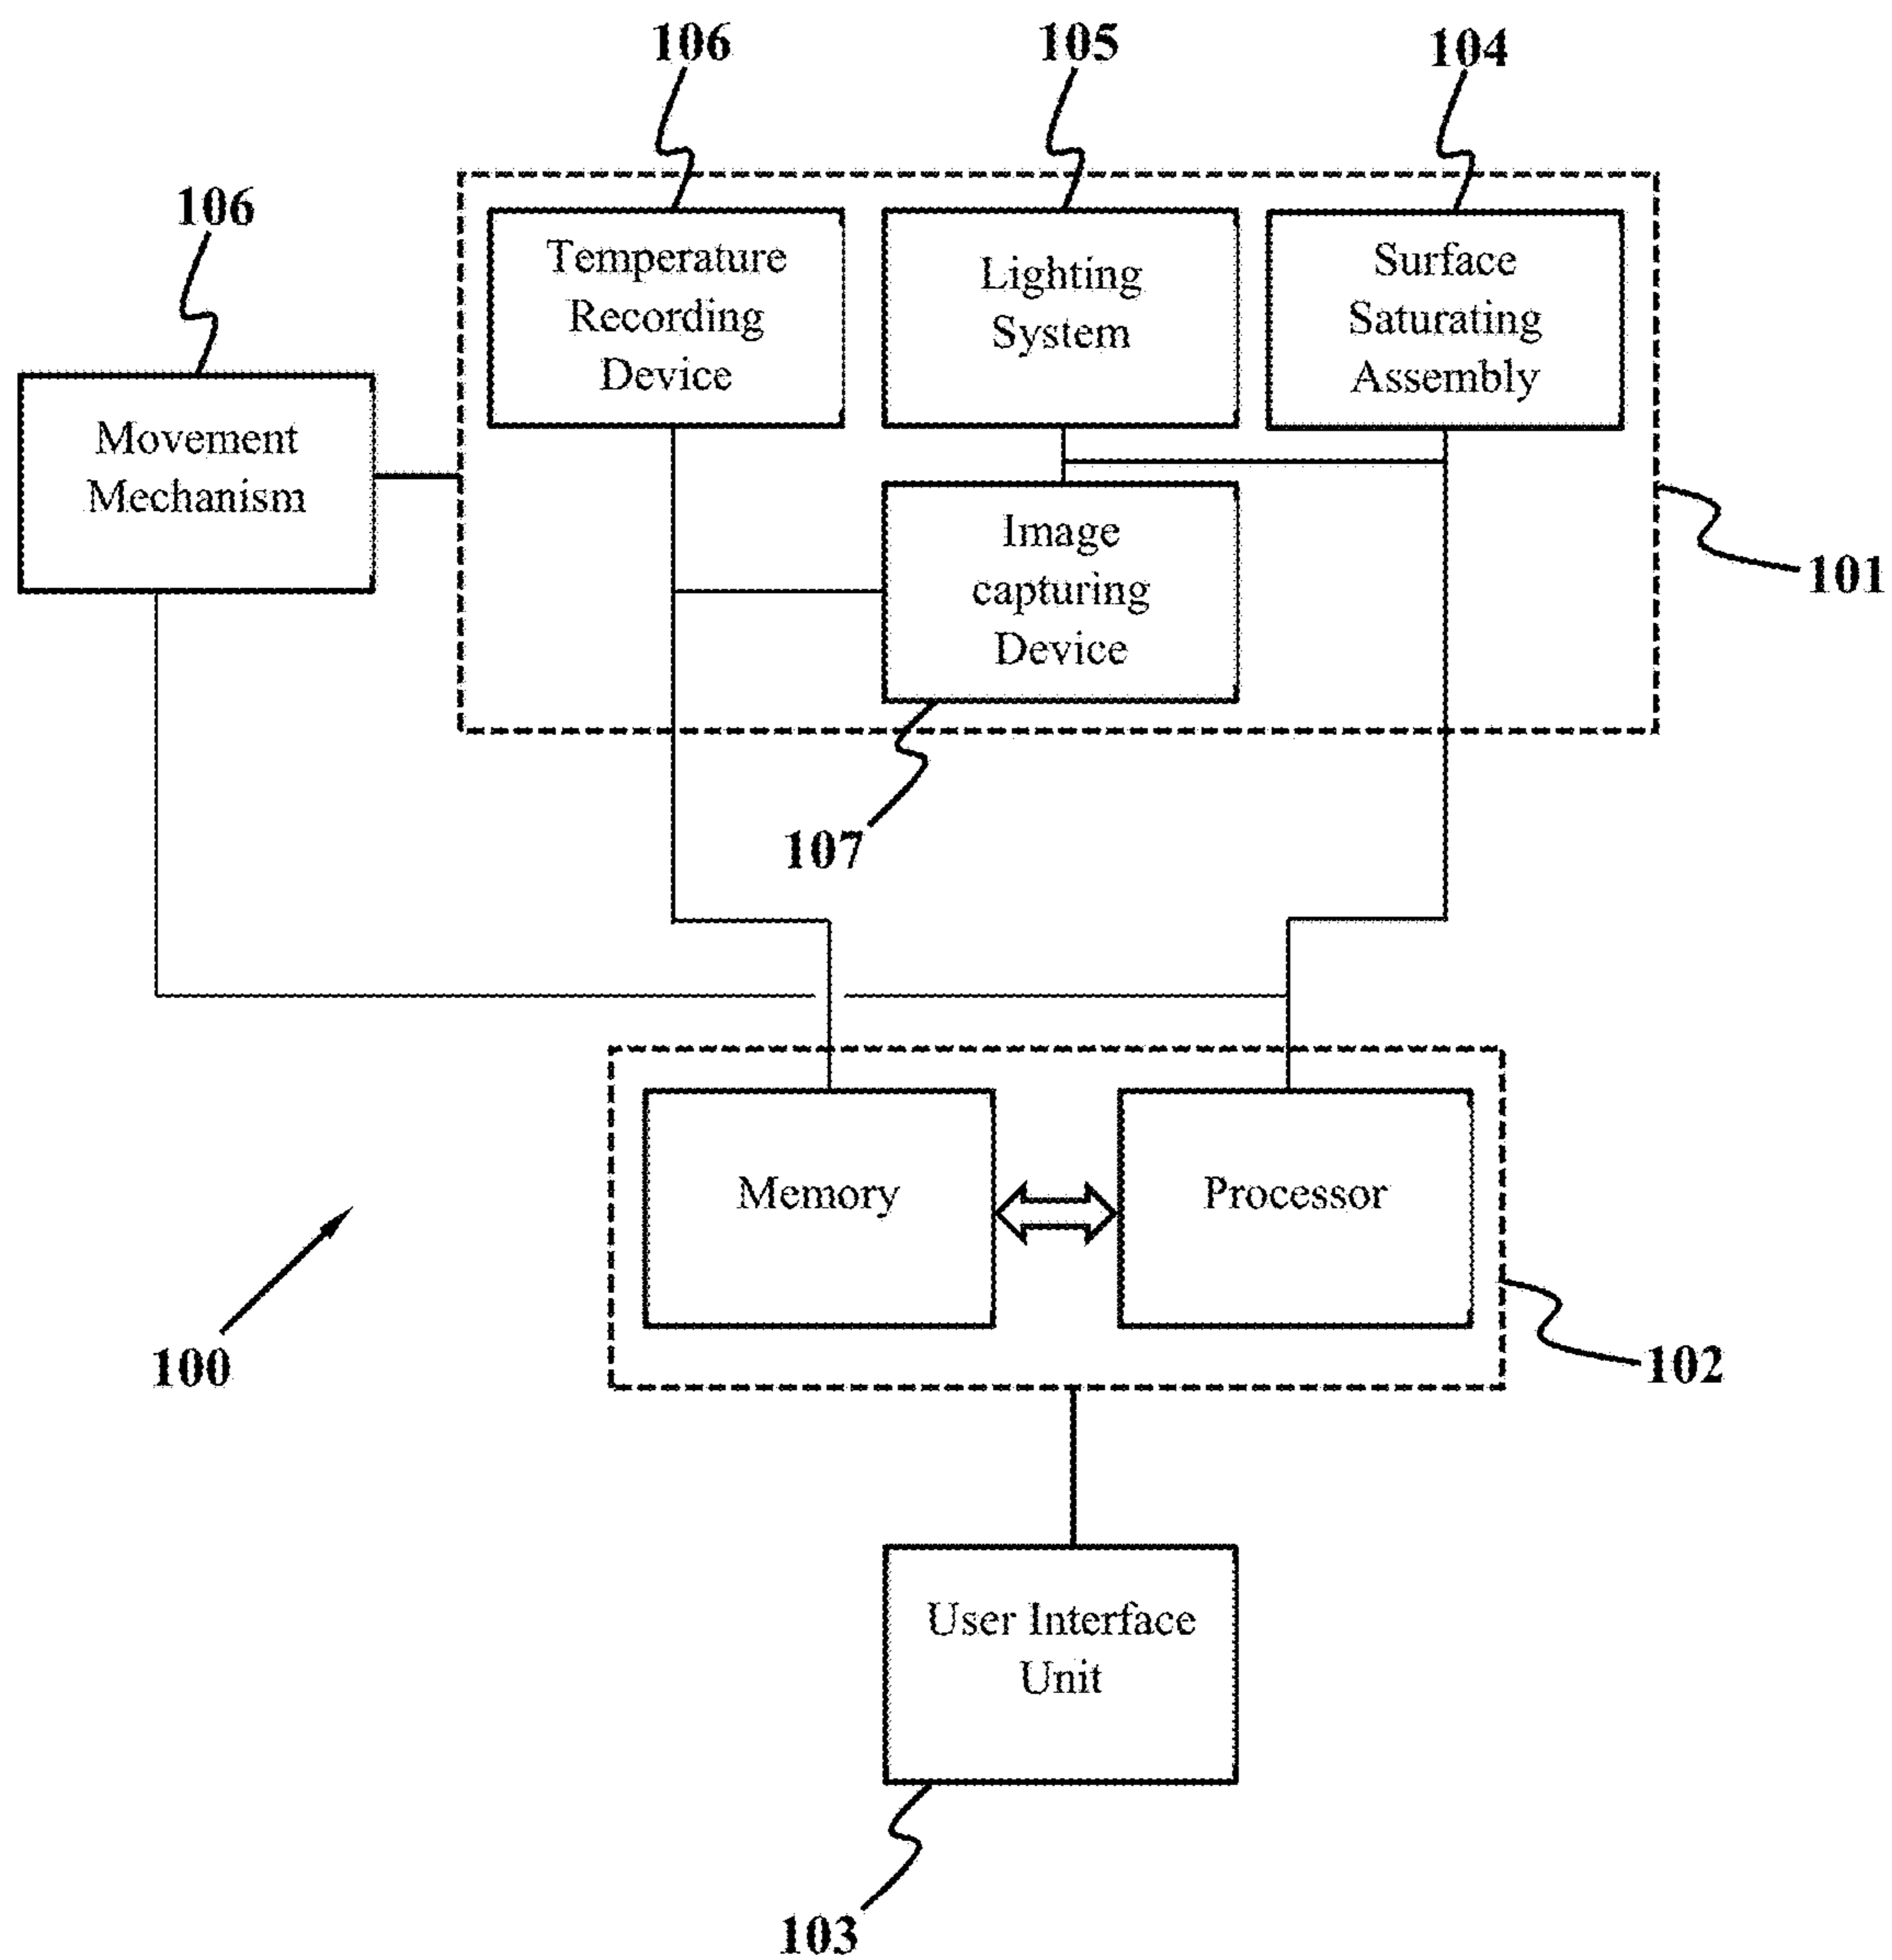 106
105
104
106
Temperature
Recording
Device
Lighting
System
Surface
Saturating
Assembly
Movement
Mechanism
Image
capturing
Device
101
107
Memory
Processor
100
102
User Interface
Unit
103